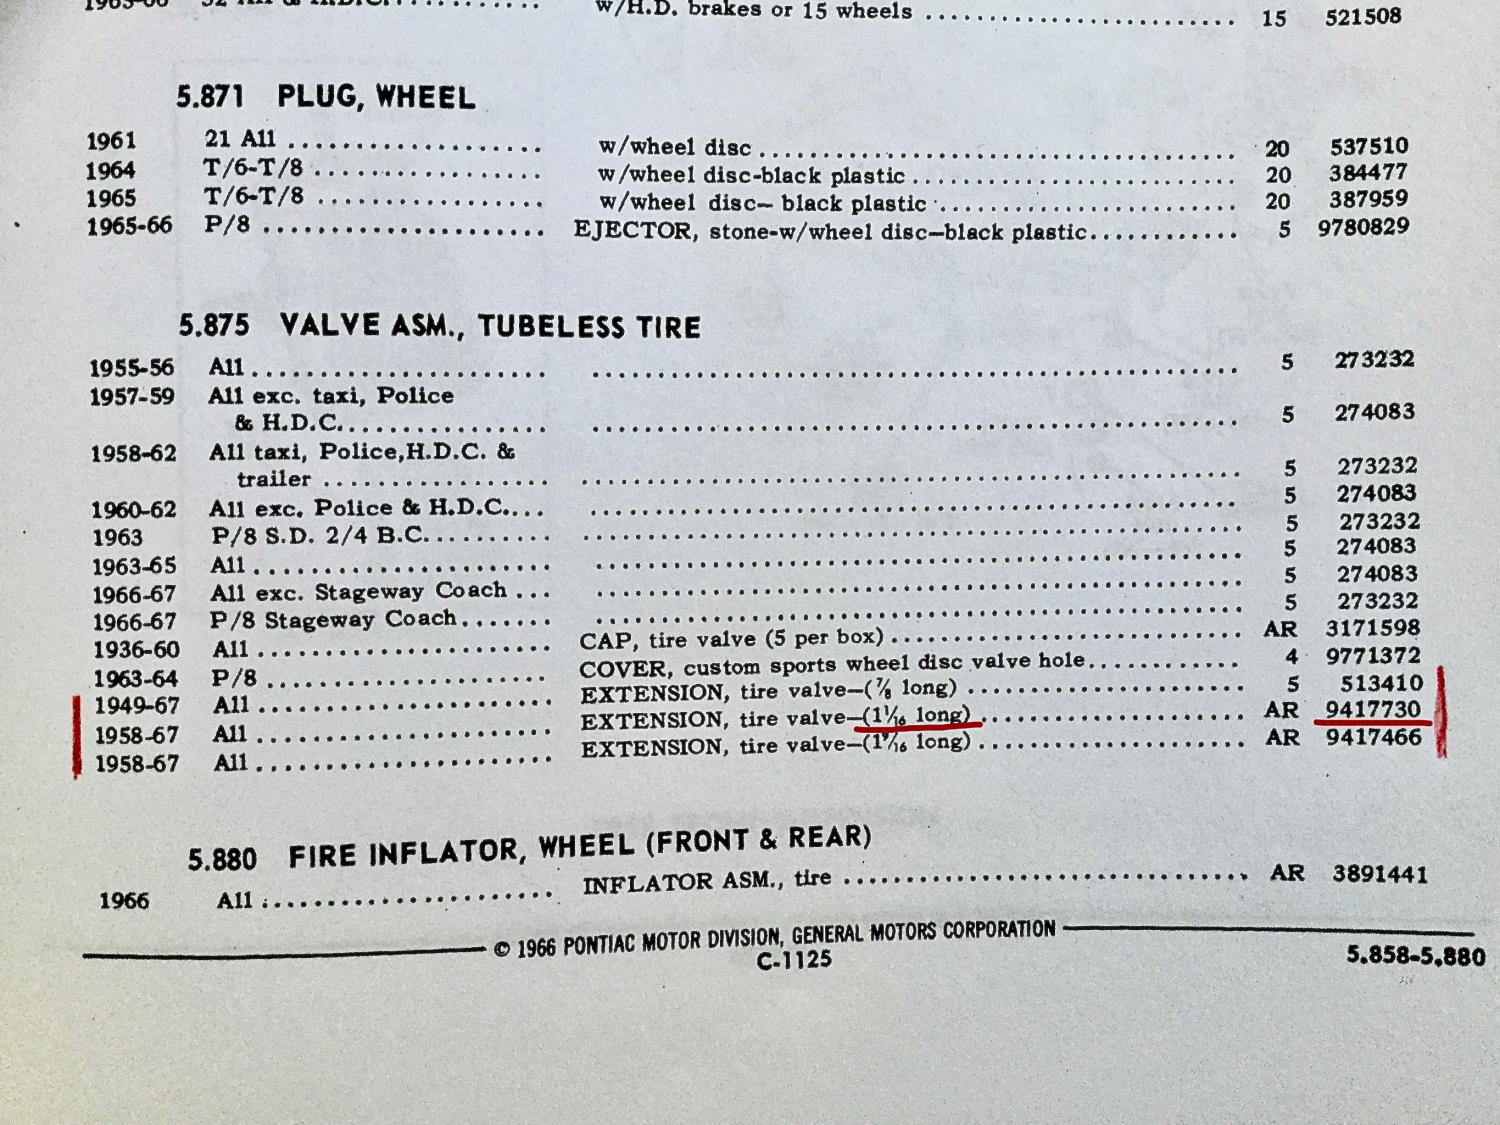 w/H.D. brakes or 15 wheels .......................... 15 521508
5.871 PLUG, WHEEL
1961 21 All ...................... w/wheel disc ........................................ 20 537510
1964 T/6-T/8 ................... w/wheel disc-black plastic ........................... 20 384477
1965 T/6-T/8 ................... w/wheel disc— black plastic ......................... 20 387959
1965-66 P/8 ....................... EJECTOR, stone-w/wheel disc—black plastic............ 5 9780829
5.875 VALVE ASM., TUBELESS TIRE
1955-56 All ....................... ...................................................... 5 273232
1957-59 All exc. taxi, Police
& H.D.C................ ...................................................... 5 274083
1958-62 All taxi, Police,H.D.C. &
trailer .................. ...................................................... 5 273232
1960-62 All exc. Police & H.D.C.... ...................................................... 5 274083
1963 P/8 S.D. 2/4 B.C.......... ...................................................... 5 273232
1963-65 All ....................... ...................................................... 5 274083
1966-67 All exc. Stageway Coach ... ...................................................... 5 274083
1966-67 P/8 Stageway Coach....... ...................................................... 5 273232
1936-60 All ....................... CAP, tire valve (5 per box) ............................. AR 3171598
1963-64 P/8 ....................... COVER, custom sports wheel disc valve hole............ 4 9771372
1949-67 All ....................... EXTENSION, tire valve—(⅞ long) ....................... 5 513410
1958-67 All ....................... EXTENSION, tire valve—(1 1/16 long) ..................... AR 9417730
1958-67 All ....................... EXTENSION, tire valve—(1 9/16 long) ..................... AR 9417466
5.880 FIRE INFLATOR, WHEEL (FRONT & REAR)
1966 All ....................... INFLATOR ASM., tire ................................... AR 3891441
© 1966 PONTIAC MOTOR DIVISION, GENERAL MOTORS CORPORATION
C-1125
5.858-5.880